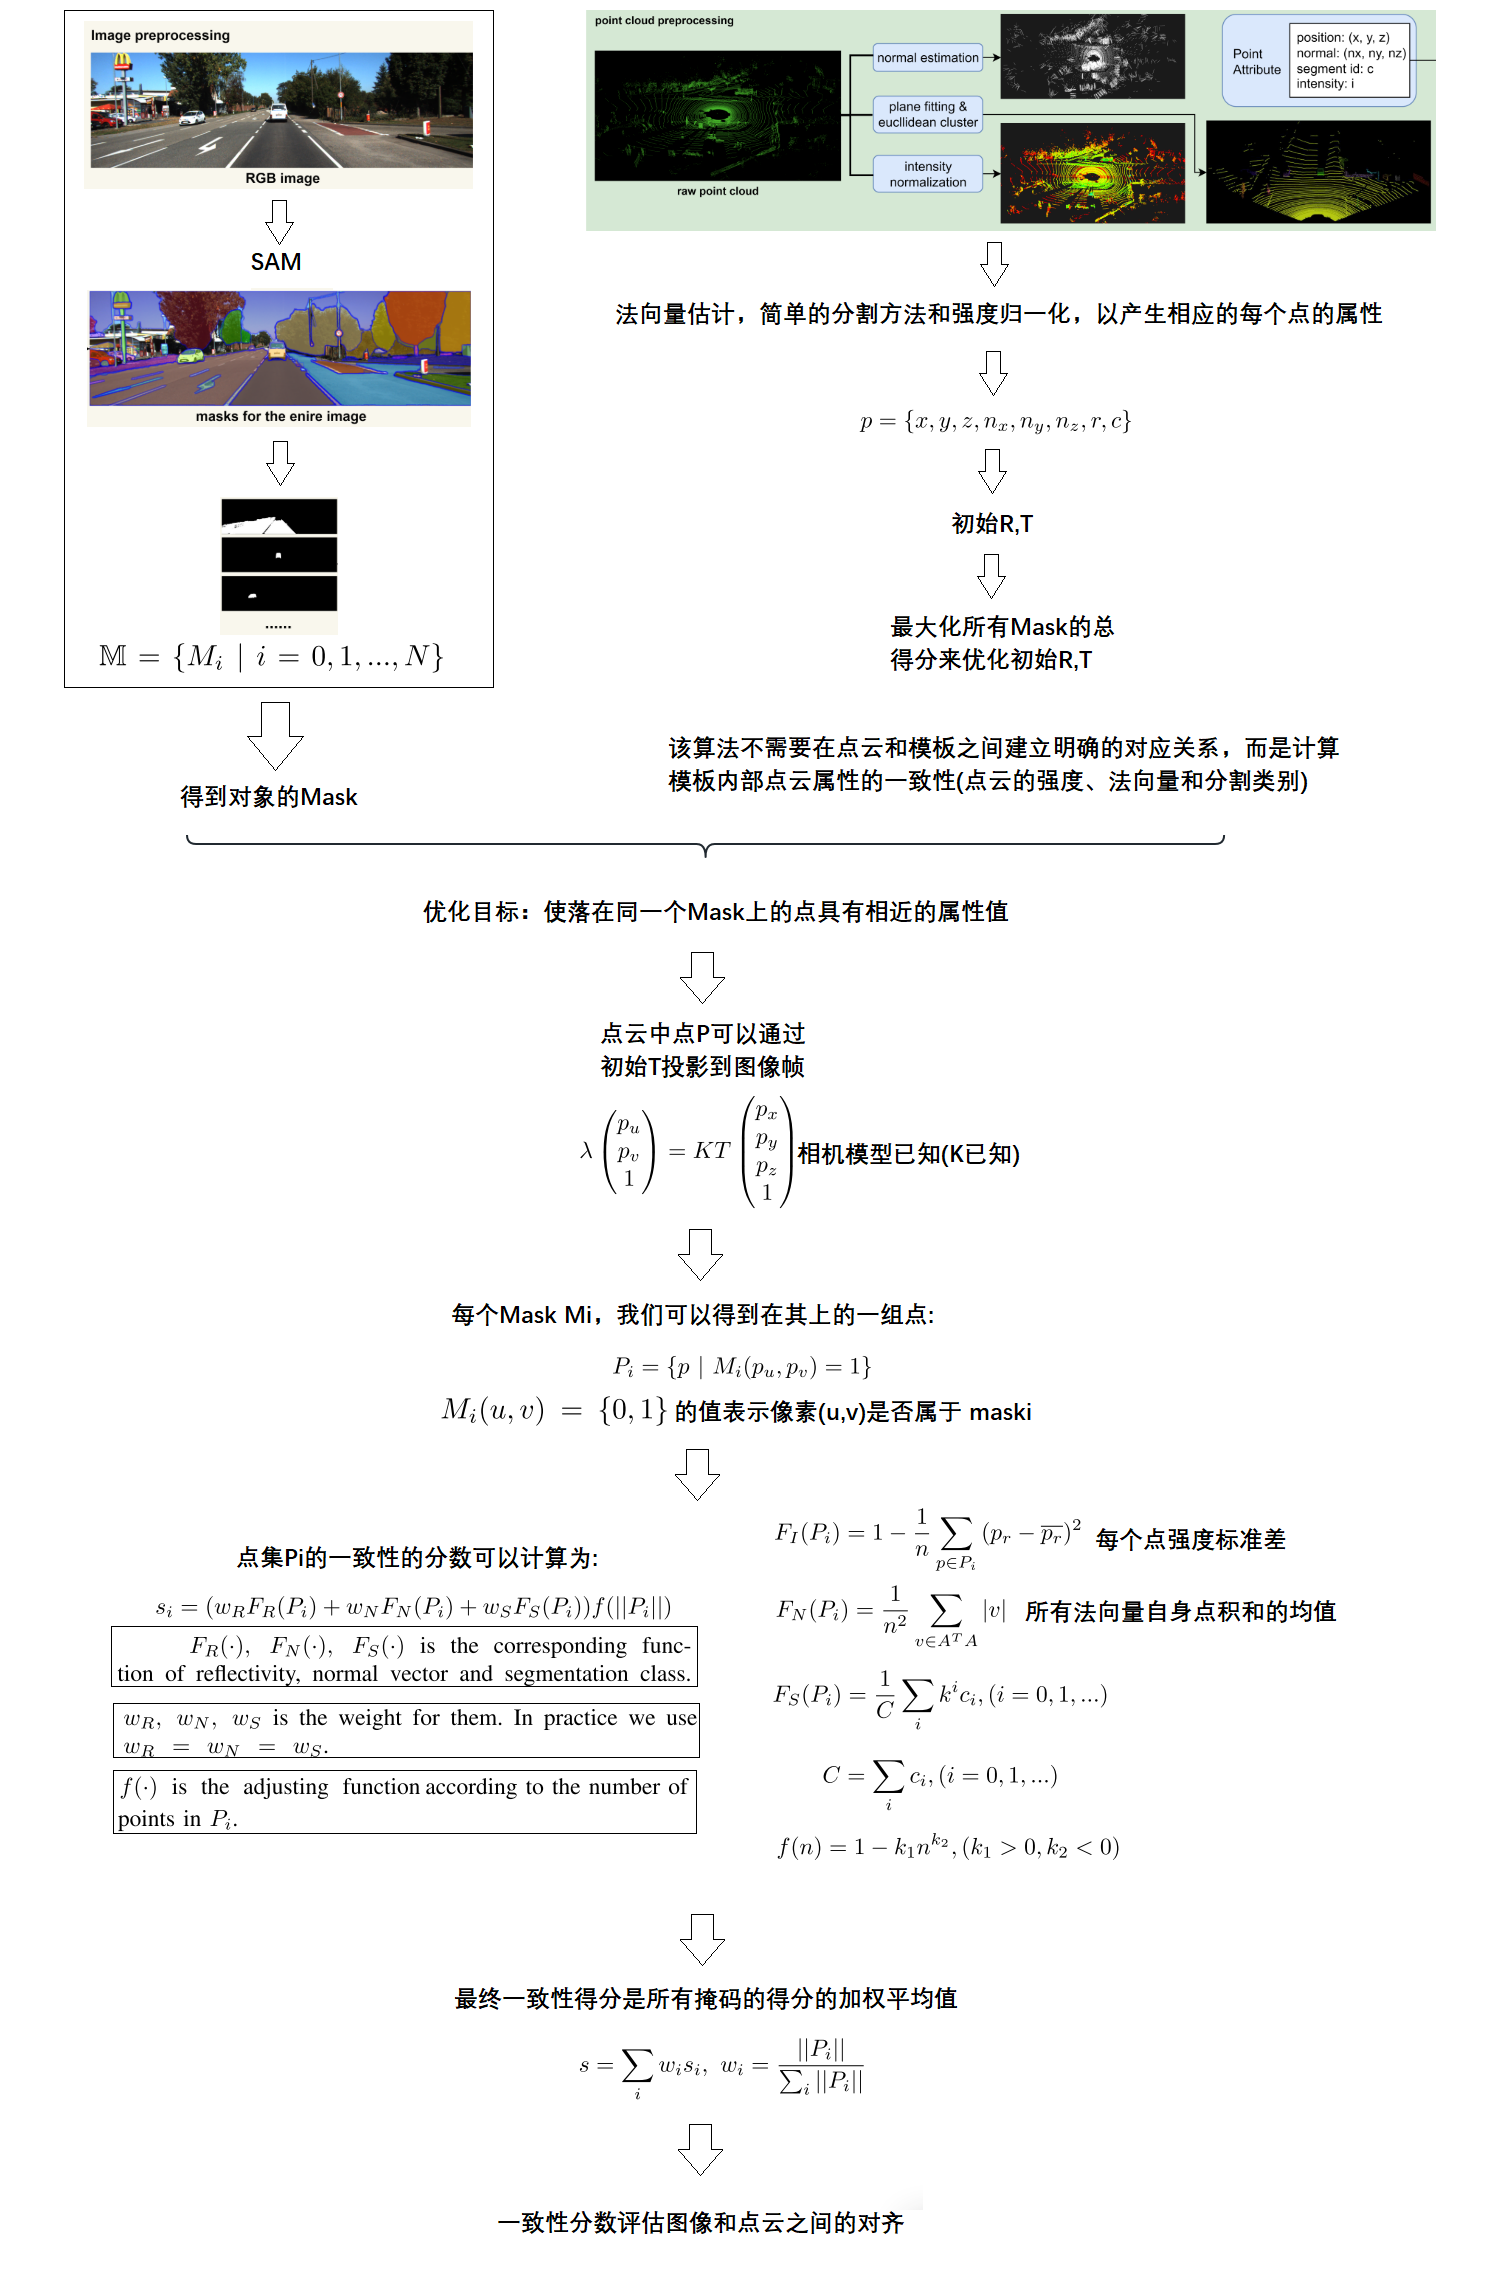 Image preprocessing
RGB image
SAM
masks for the enire image
......
𝕄 = {M_i | i = 0, 1, ..., N}
得到对象的Mask
point cloud preprocessing
raw point cloud
normal estimation
plane fitting &
eucllidean cluster
intensity
normalization
Point
Attribute
position: (x, y, z)
normal: (nx, ny, nz)
segment id: c
intensity: i
法向量估计，简单的分割方法和强度归一化，以产生相应的每个点的属性
p = {x, y, z, n_x, n_y, n_z, r, c}
初始R,T
最大化所有Mask的总
得分来优化初始R,T
该算法不需要在点云和模板之间建立明确的对应关系，而是计算
模板内部点云属性的一致性(点云的强度、法向量和分割类别)
优化目标：使落在同一个Mask上的点具有相近的属性值
点云中点P可以通过
初始T投影到图像帧
λ (p_u p_v 1) = KT (p_x p_y p_z 1) 相机模型已知(K已知)
每个Mask Mi，我们可以得到在其上的一组点:
P_i = {p | M_i(p_u, p_v) = 1}
M_i(u, v) = {0, 1} 的值表示像素(u,v)是否属于 maski
点集Pi的一致性的分数可以计算为:
s_i = (w_R F_R(P_i) + w_N F_N(P_i) + w_S F_S(P_i)) f(||P_i||)
F_R(·), F_N(·), F_S(·) is the corresponding func-
tion of reflectivity, normal vector and segmentation class.
w_R, w_N, w_S is the weight for them. In practice we use
w_R = w_N = w_S.
f(·) is the adjusting function according to the number of
points in P_i.
F_I(P_i) = 1 − \frac{1}{n} \sum_{p∈P_i} (p_r − \overline{p_r})^2 每个点强度标准差
F_N(P_i) = \frac{1}{n^2} \sum_{v∈A^T A} |v| 所有法向量自身点积和的均值
F_S(P_i) = \frac{1}{C} \sum_i k^i c_i, (i = 0, 1, ...)
C = \sum_i c_i, (i = 0, 1, ...)
f(n) = 1 − k_1 n^{k_2}, (k_1 > 0, k_2 < 0)
最终一致性得分是所有掩码的得分的加权平均值
s = \sum_i w_i s_i, w_i = \frac{||P_i||}{\sum_i ||P_i||}
一致性分数评估图像和点云之间的对齐